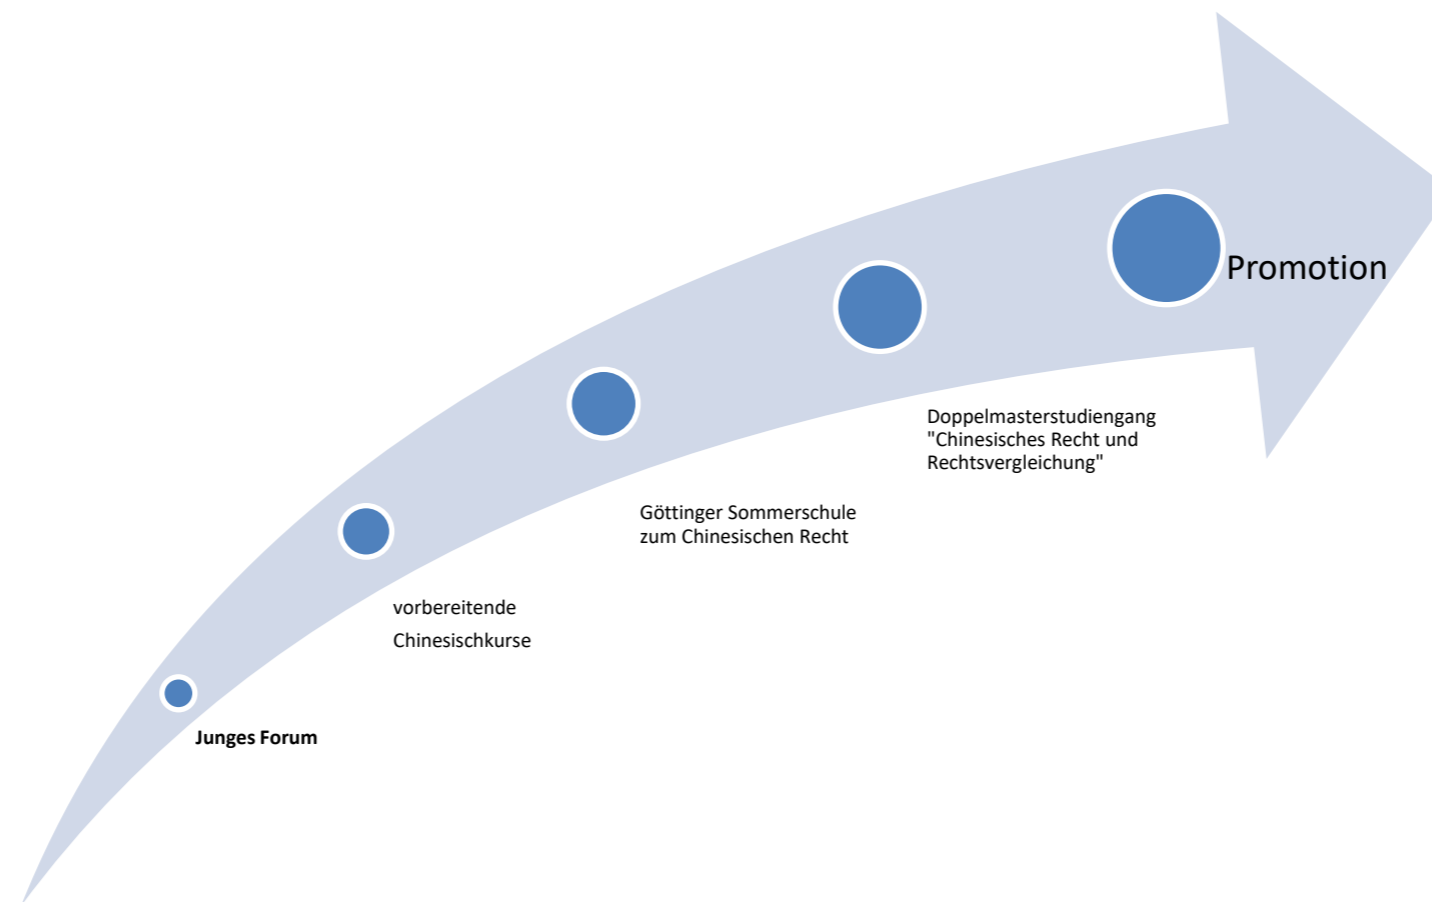 Promotion
Doppelmasterstudiengang
"Chinesisches Recht und
Rechtsvergleichung"
Göttinger Sommerschule
zum Chinesischen Recht
vorbereitende
Chinesischkurse
Junges Forum